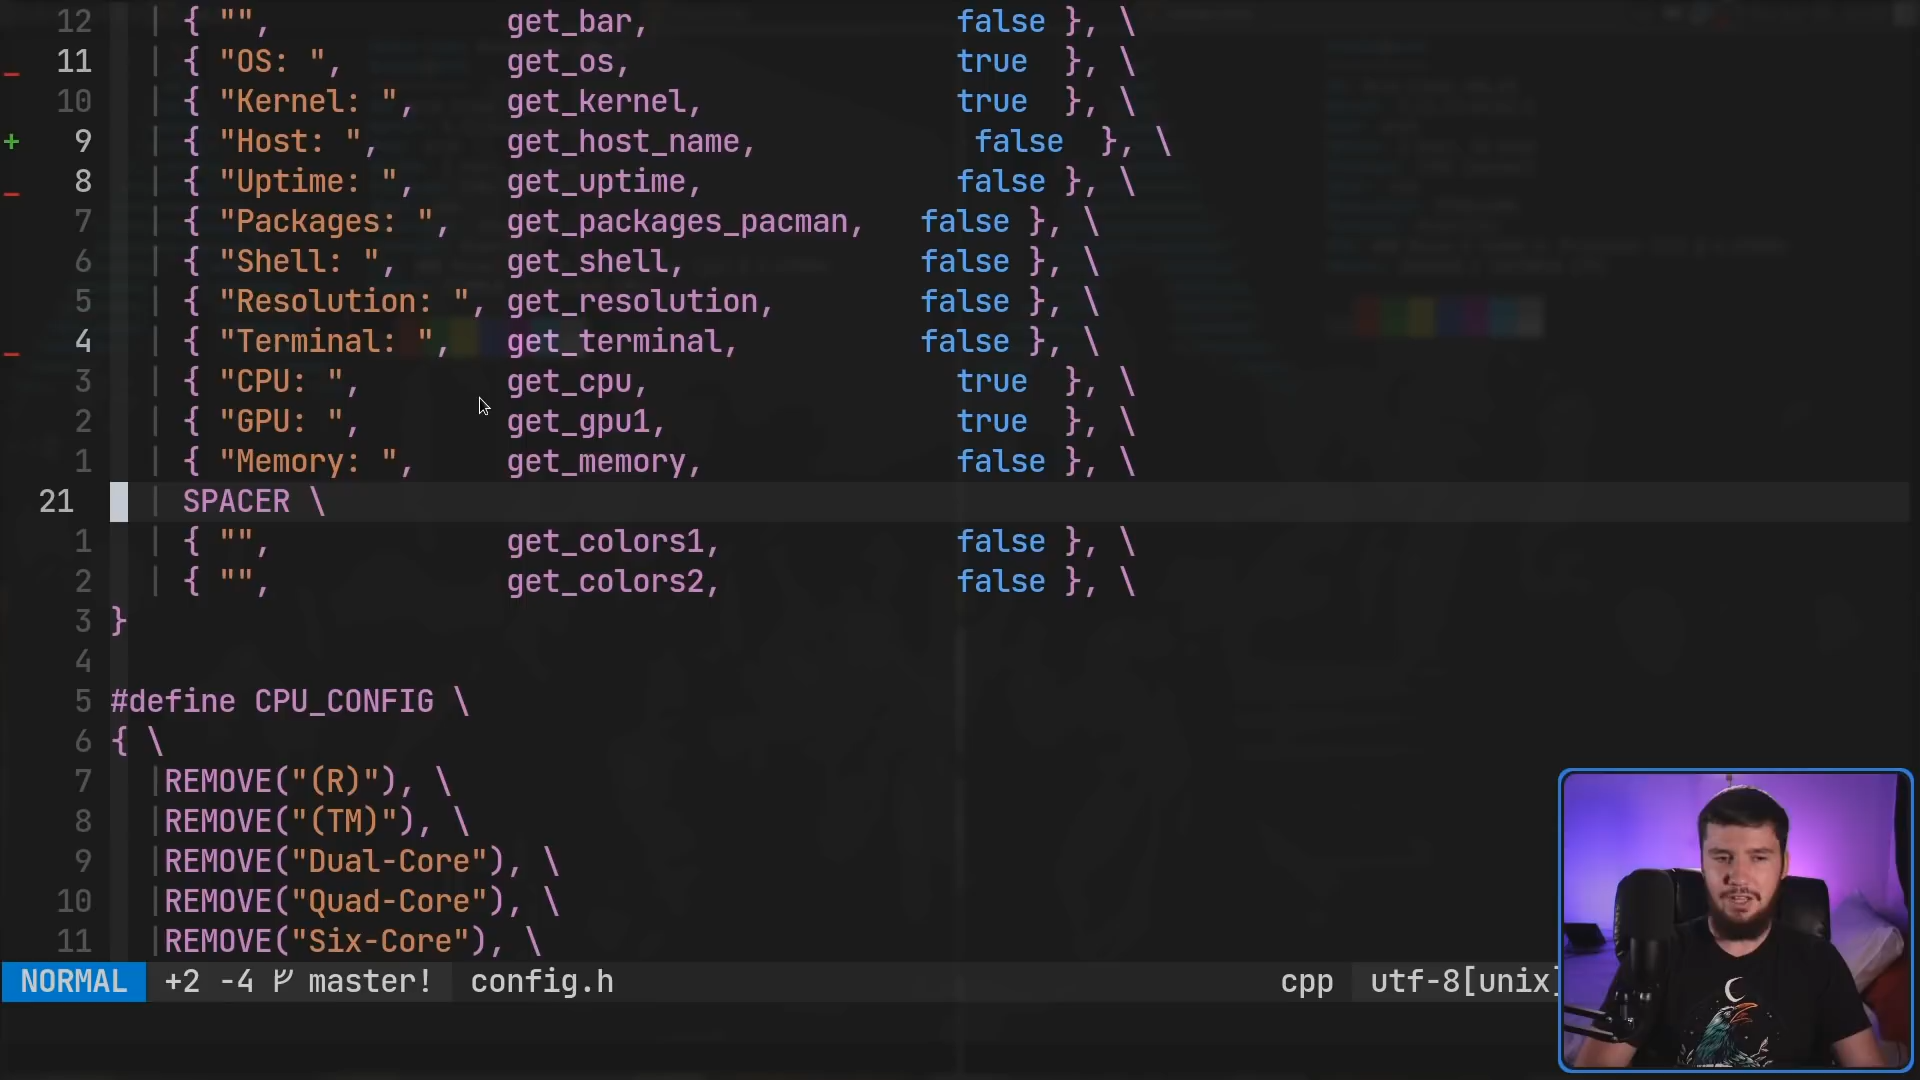 12 | { "", get_bar, false }, \
_ 11 | { "OS: ", get_os, true }, \
10 | { "Kernel: ", get_kernel, true }, \
+ 9 | { "Host: ", get_host_name, false }, \
_ 8 | { "Uptime: ", get_uptime, false }, \
7 | { "Packages: ", get_packages_pacman, false }, \
6 | { "Shell: ", get_shell, false }, \
5 | { "Resolution: ", get_resolution, false }, \
_ 4 | { "Terminal: ", get_terminal, false }, \
3 | { "CPU: ", get_cpu, true }, \
2 | { "GPU: ", get_gpu1, true }, \
1 | { "Memory: ", get_memory, false }, \
21 | SPACER \
1 | { "", get_colors1, false }, \
2 | { "", get_colors2, false }, \
3 }
4
5 #define CPU_CONFIG \
6 { \
7 |REMOVE("(R)"), \
8 |REMOVE("(TM)"), \
9 |REMOVE("Dual-Core"), \
10 |REMOVE("Quad-Core"), \
11 |REMOVE("Six-Core"), \
NORMAL +2 -4 master! config.h cpp utf-8[unix]